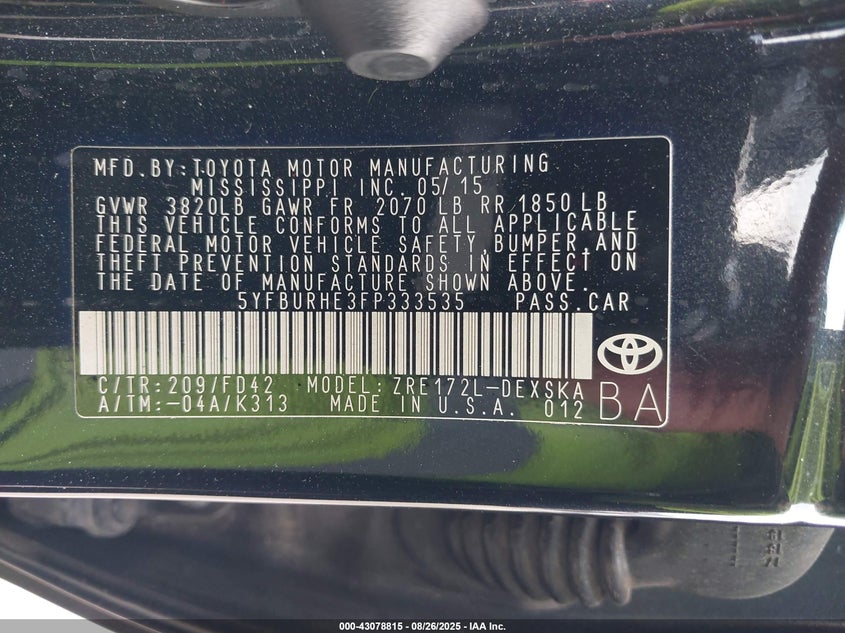 MFD. BY: TOYOTA MOTOR MANUFACTURING
MISSISSIPPI INC. 05/15
GVWR 3820LB GAWR FR 2070 LB RR 1850 LB
THIS VEHICLE CONFORMS TO ALL APPLICABLE
FEDERAL MOTOR VEHICLE SAFETY, BUMPER, AND
THEFT PREVENTION STANDARDS IN EFFECT ON
THE DATE OF MANUFACTURE SHOWN ABOVE.
5YFBURHE3FP333535 PASS. CAR
C/TR: 209/FD42 MODEL: ZRE172L-DEXSKA
A/TM: -04A/K313 MADE IN U.S.A. 012 BA
000-43078815 - 08/26/2025 - IAA Inc.